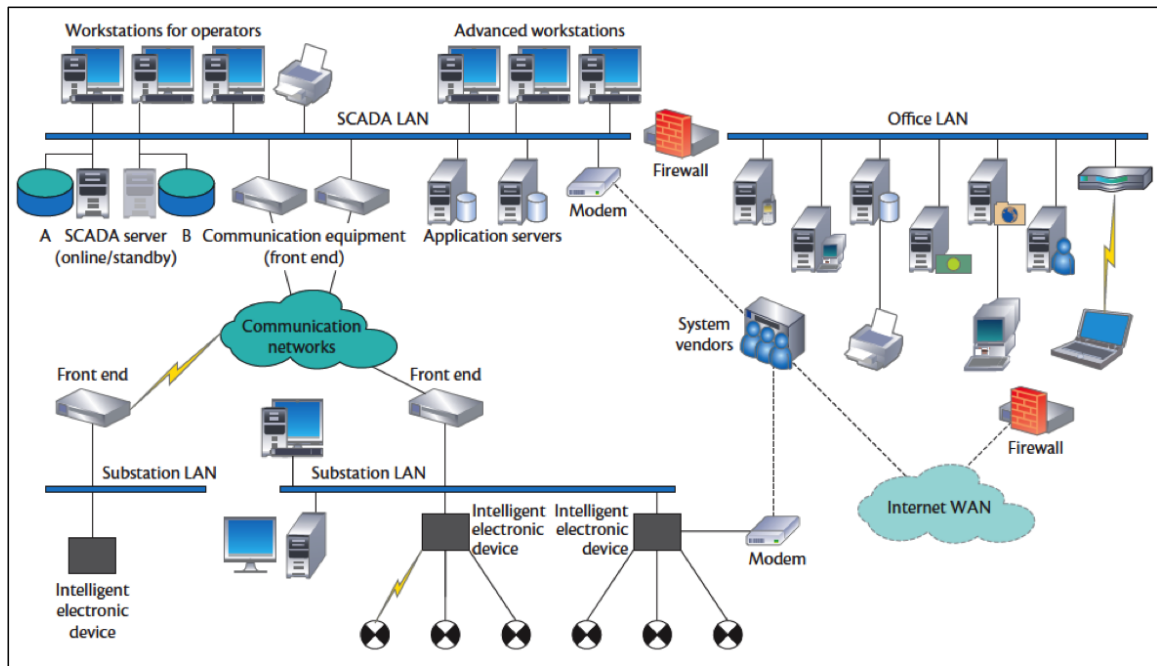 Workstations for operators
Advanced workstations
SCADA LAN
Office LAN
Firewall
Modem
A
SCADA server
(online/standby)
B
Communication equipment
(front end)
Application servers
Communication
networks
System
vendors
Front end
Front end
Firewall
Substation LAN
Substation LAN
Internet WAN
Intelligent
electronic
device
Intelligent
electronic
device
Modem
Intelligent
electronic
device